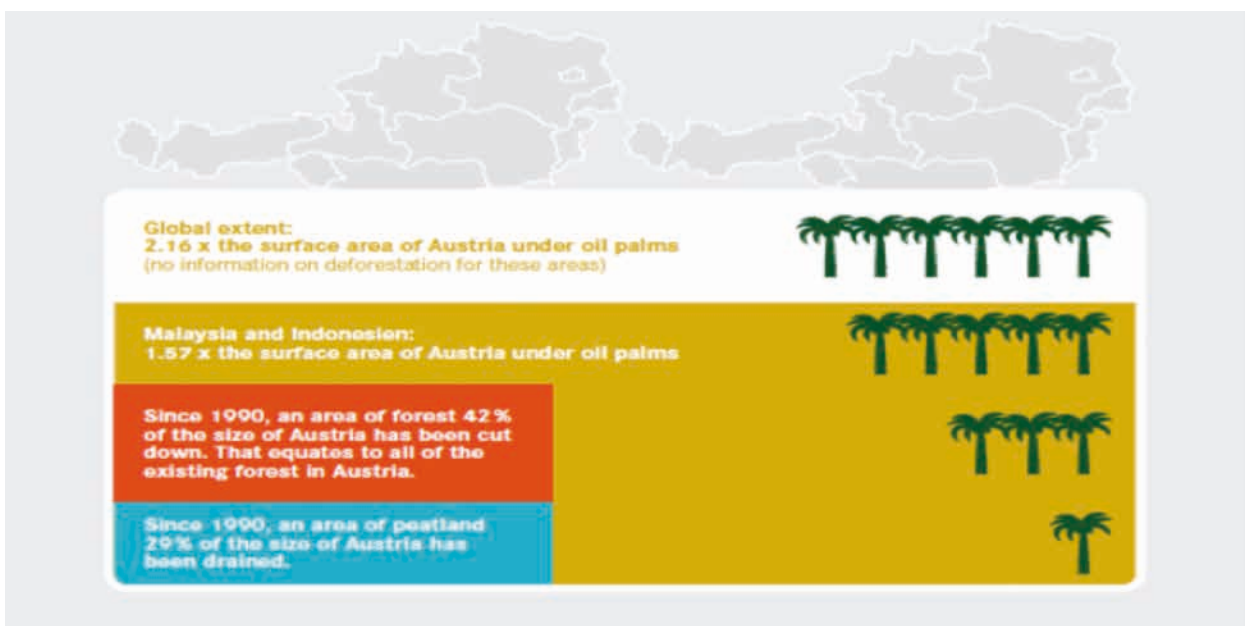 Global extent:
2.16 x the surface area of Austria under oil palms
(no information on deforestation for these areas)
Malaysia and Indonesien:
1.57 x the surface area of Austria under oil palms
Since 1990, an area of forest 42%
of the size of Austria has been cut
down. That equates to all of the
existing forest in Austria.
Since 1990, an area of peatland
29% of the size of Austria has
been drained.